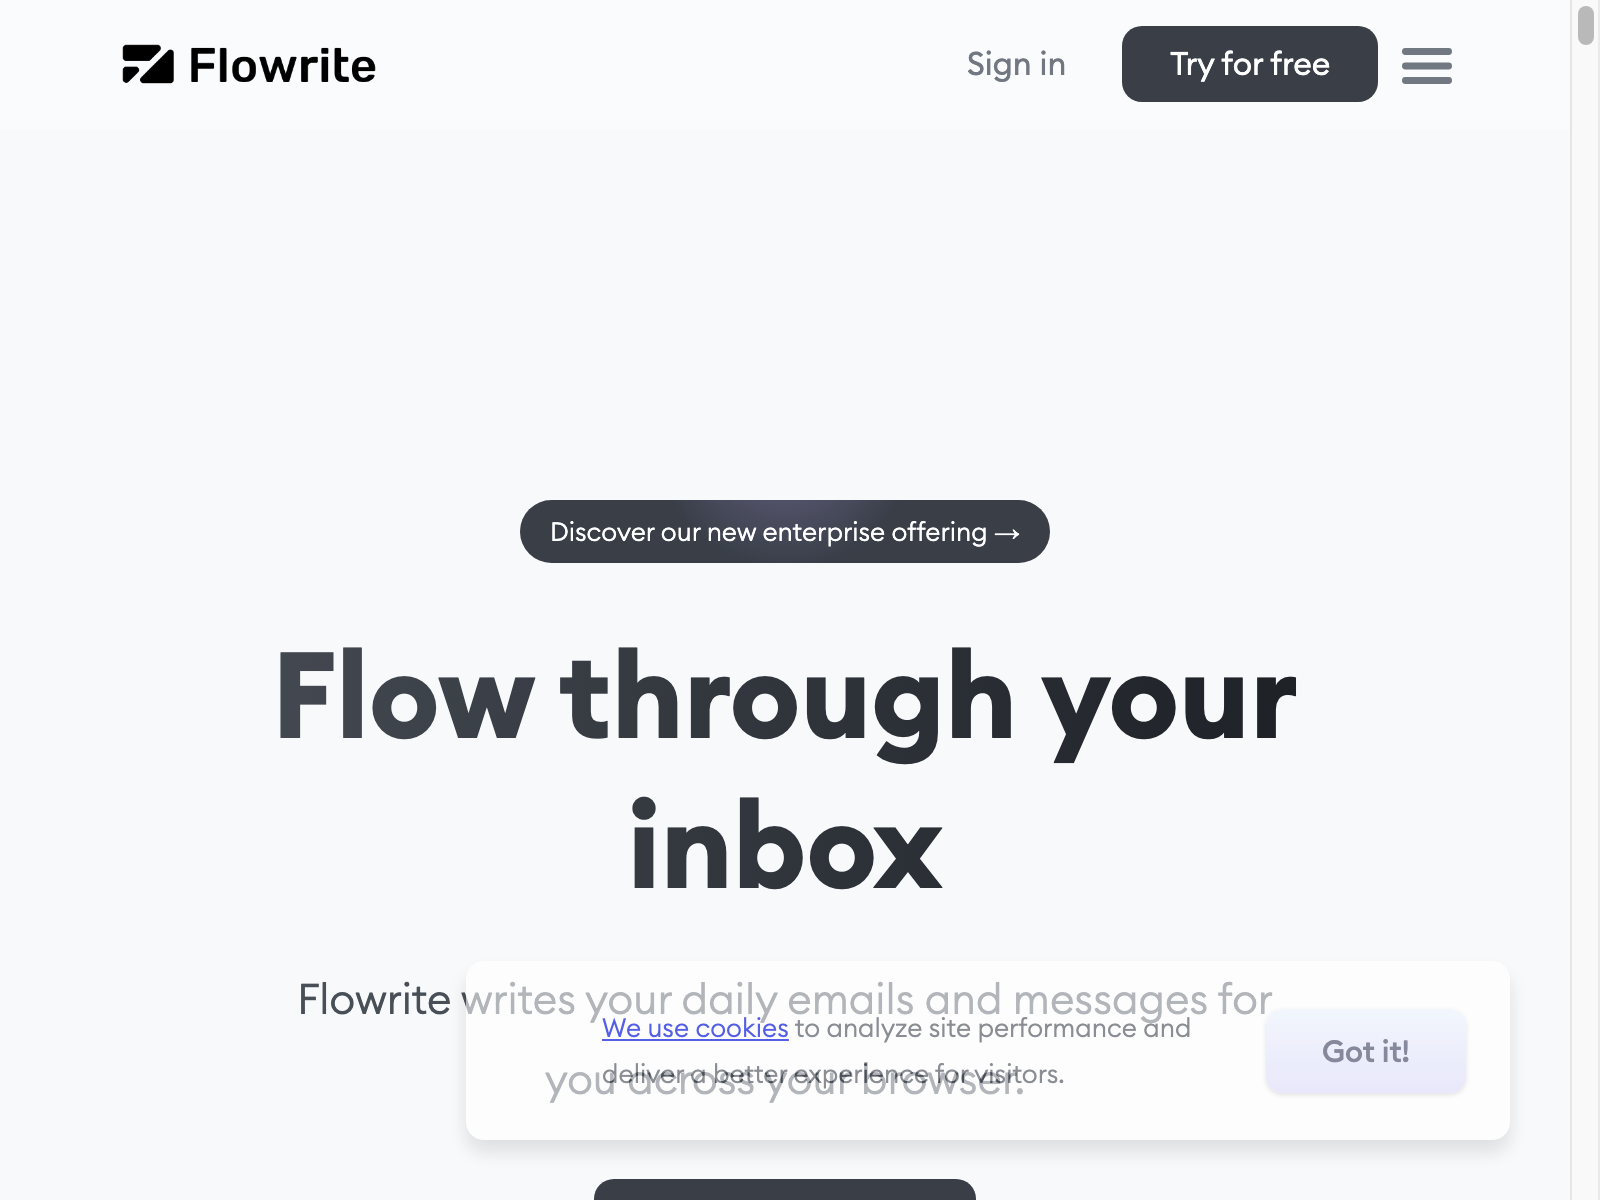 Flowrite
Sign in
Try for free
Discover our new enterprise offering →
Flow through your
inbox
Flowrite writes your daily emails and messages for
you across your browser.
We use cookies to analyze site performance and
deliver a better experience for visitors.
Got it!